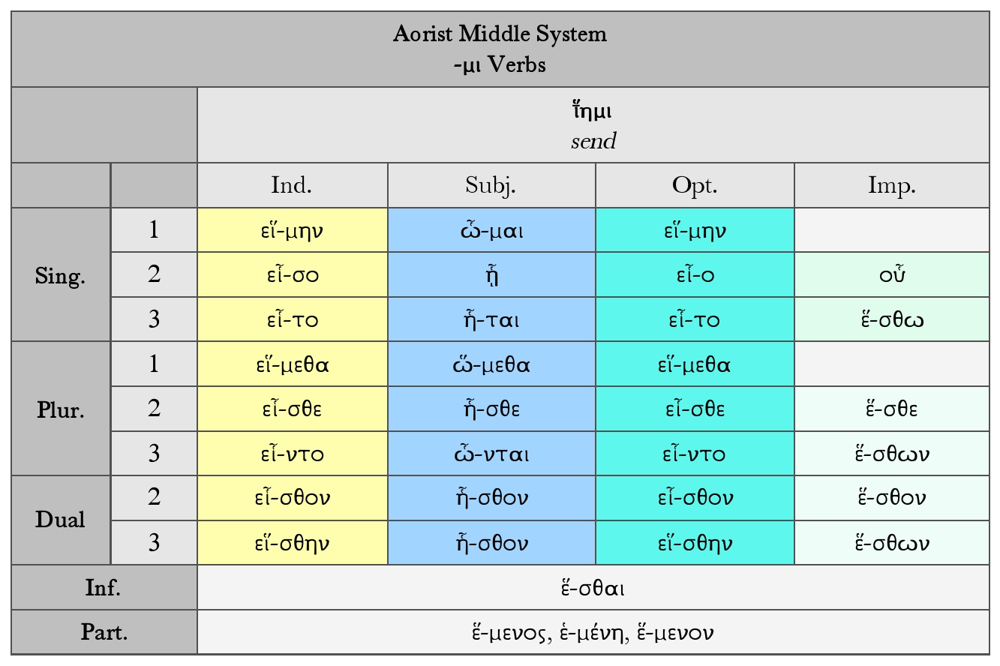 Aorist Middle System
-μι Verbs
ἵ̄ημι
send
Ind. Subj. Opt. Imp.
Sing. 1 εἵ-μην ὧ-μαι εἵ-μην
2 εἷ-σο ᾗ εἷ-ο οὗ
3 εἷ-το ἧ-ται εἷ-το ἕ-σθω
Plur. 1 εἵ-μεθα ὥ-μεθα εἵ-μεθα
2 εἷ-σθε ἧ-σθε εἷ-σθε ἕ-σθε
3 εἷ-ντο ὧ-νται εἷ-ντο ἕ-σθων
Dual 2 εἷ-σθον ἧ-σθον εἷ-σθον ἕ-σθον
3 εἵ-σθην ἧ-σθον εἵ-σθην ἕ-σθων
Inf. ἕ-σθαι
Part. ἕ-μενος, ἑ-μένη, ἕ-μενον